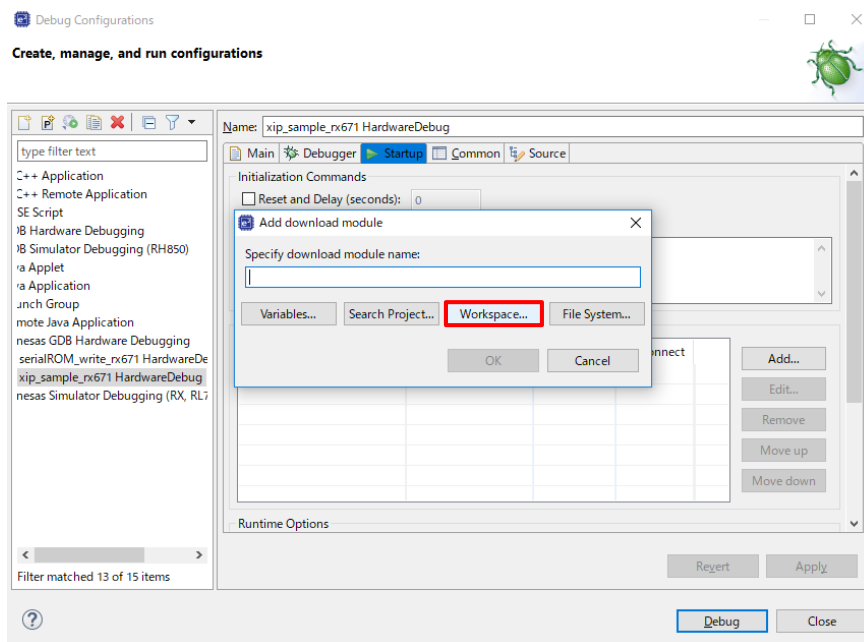 Debug Configurations
Create, manage, and run configurations
type filter text
C++ Application
C++ Remote Application
SE Script
)B Hardware Debugging
)B Simulator Debugging (RH850)
va Applet
va Application
unch Group
mote Java Application
nesas GDB Hardware Debugging
serialROM_write_rx671 HardwareDe
xip_sample_rx671 HardwareDebug
nesas Simulator Debugging (RX, RL7
Filter matched 13 of 15 items
Name: xip_sample_rx671 HardwareDebug
Main Debugger Startup Common Source
Initialization Commands
Reset and Delay (seconds): 0
Add download module
Specify download module name:
Variables... Search Project... Workspace... File System...
OK Cancel
nnect
Add...
Edit...
Remove
Move up
Move down
Runtime Options
Revert Apply
Debug Close